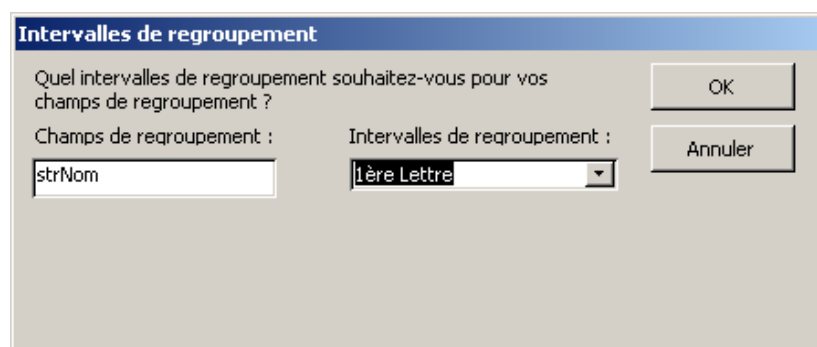 Intervalles de regroupement
Quel intervalles de regroupement souhaitez-vous pour vos
champs de regroupement ?
OK
Champs de regroupement :
Intervalles de regroupement :
Annuler
strNom
1ère Lettre